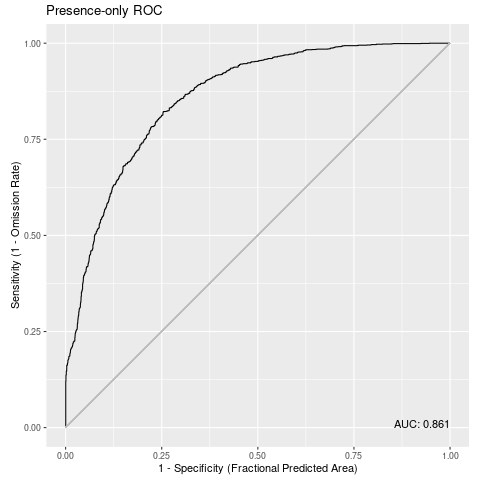 Presence-only ROC
Sensitivity (1 - Omission Rate)
1.00
0.75
0.50
0.25
0.00
AUC: 0.861
0.00 0.25 0.50 0.75 1.00
1 - Specificity (Fractional Predicted Area)